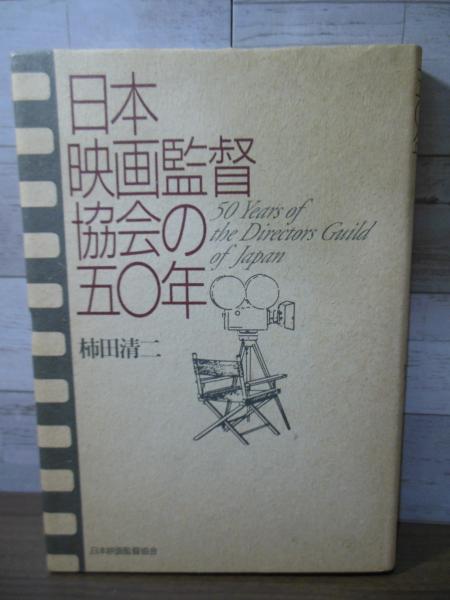 日本
映画監督
協会の
五〇年
50 Years of
the Directors Guild
of Japan
柿田清二
日本映画監督協会